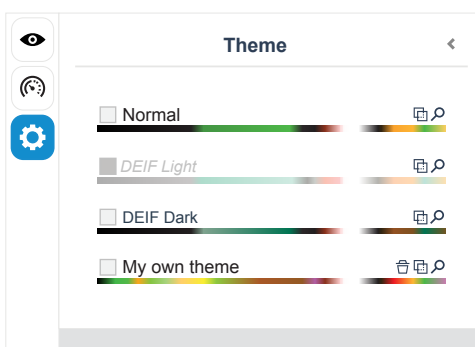 Theme
Normal
DEIF Light
DEIF Dark
My own theme